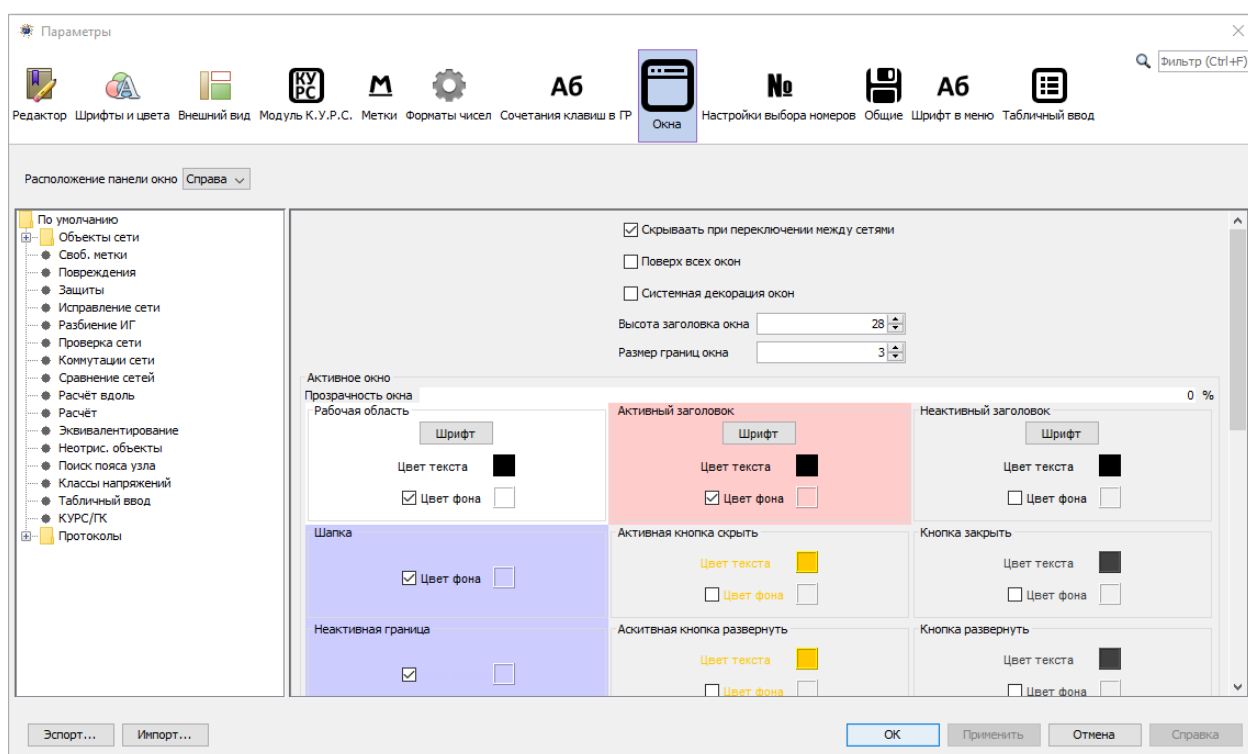 Параметры
Фильтр (Ctrl+F)
КУ
РС
М
Аб
№
Аб
Редактор Шрифты и цвета Внешний вид Модуль К.У.Р.С. Метки Форматы чисел Сочетания клавиш в ГР Окна Настройки выбора номеров Общие Шрифт в меню Табличный ввод
Расположение панели окно Справа
По умолчанию
Объекты сети
Своб. метки
Повреждения
Защиты
Исправление сети
Разбиение ИГ
Проверка сети
Коммутации сети
Сравнение сетей
Расчёт вдоль
Расчёт
Эквивалентирование
Неотрис. объекты
Поиск пояса узла
Классы напряжений
Табличный ввод
КУРС/ГК
Протоколы
Скрываать при переключении между сетями
Поверх всех окон
Системная декорация окон
Высота заголовка окна 28
Размер границ окна 3
Активное окно
Прозрачность окна 0 %
Рабочая область
Шрифт
Цвет текста
Цвет фона
Активный заголовок
Шрифт
Цвет текста
Цвет фона
Неактивный заголовок
Шрифт
Цвет текста
Цвет фона
Шапка
Цвет фона
Активная кнопка скрыть
Цвет текста
Цвет фона
Кнопка закрыть
Цвет текста
Цвет фона
Неактивная граница
Аскитвная кнопка развернуть
Цвет текста
Цвет фона
Кнопка развернуть
Цвет текста
Цвет фона
Эспорт... Импорт... ОК Применить Отмена Справка